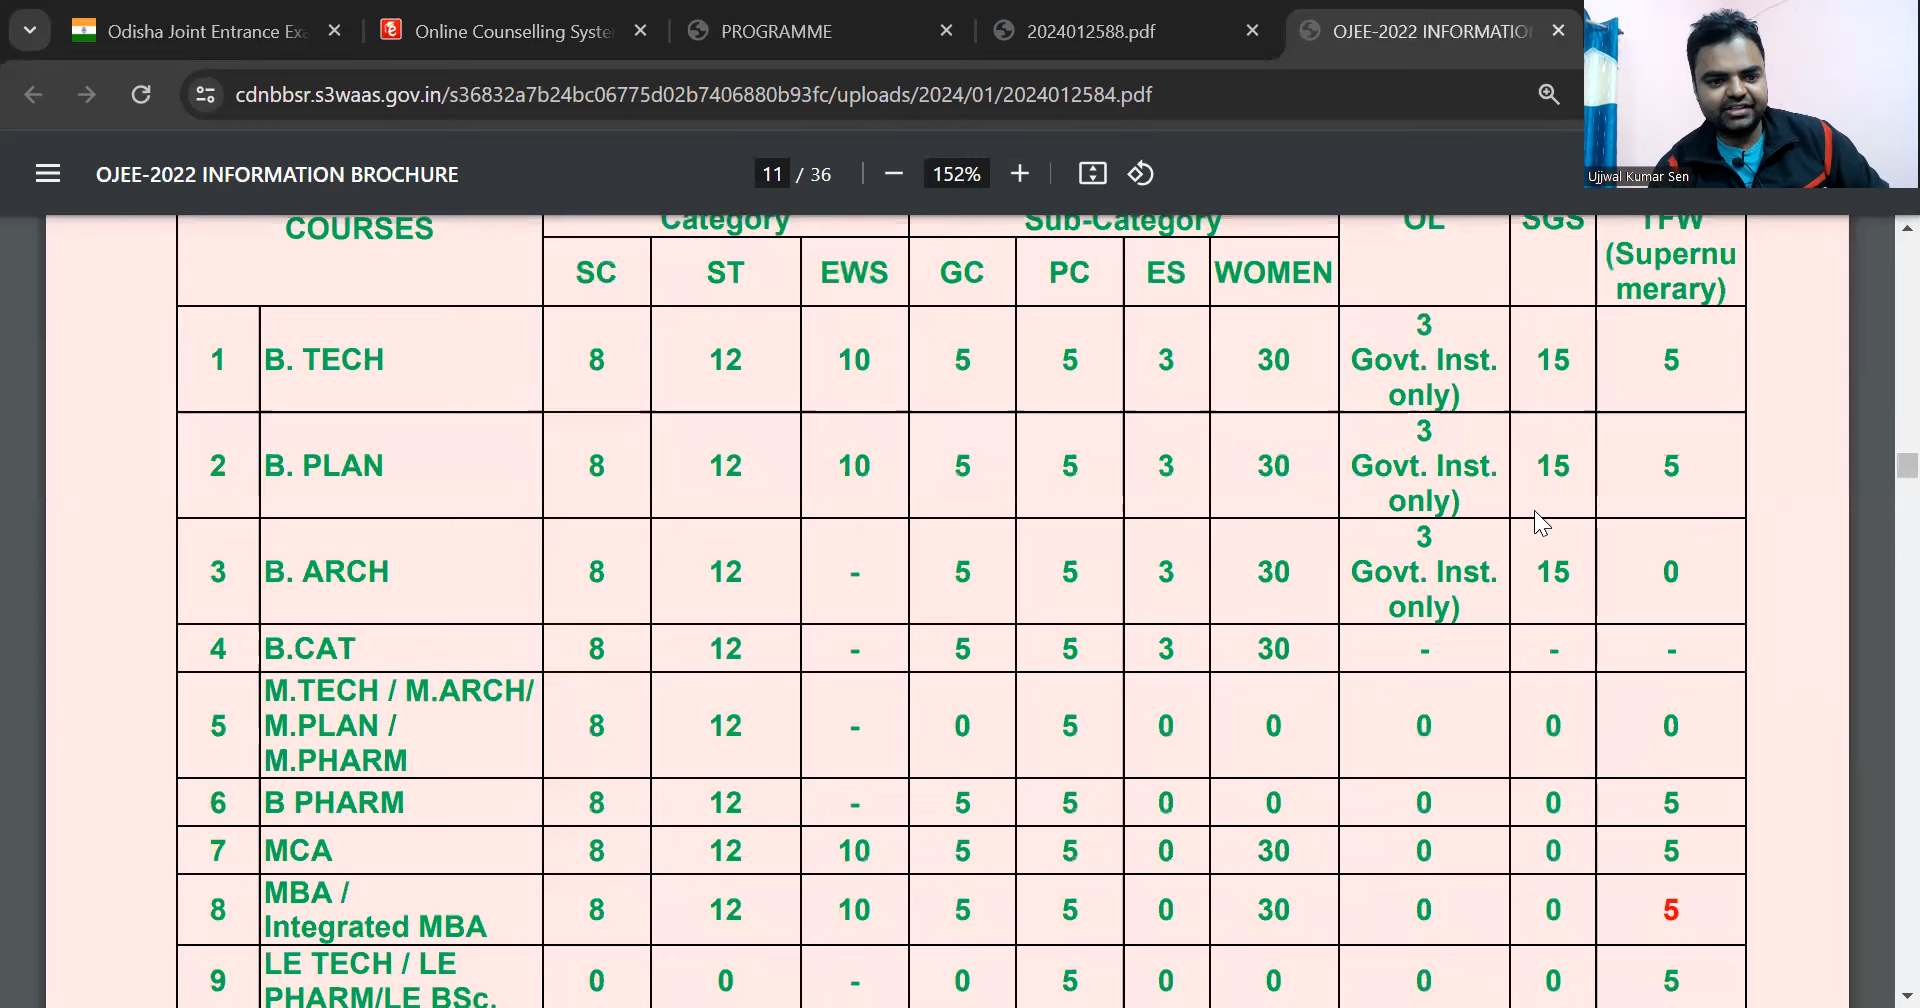 Odisha Joint Entrance Exa
Online Counselling Syste
PROGRAMME
2024012588.pdf
OJEE-2022 INFORMATIO
cdnbbsr.s3waas.gov.in/s36832a7b24bc06775d02b7406880b93fc/uploads/2024/01/2024012584.pdf
OJEE-2022 INFORMATION BROCHURE
11 / 36
152%
Ujjwal Kumar Sen
COURSES Category Sub-Category OL SGS TFW
(Supernu
merary)
SC ST EWS GC PC ES WOMEN
1 B. TECH 8 12 10 5 5 3 30 3
Govt. Inst.
only) 15 5
2 B. PLAN 8 12 10 5 5 3 30 3
Govt. Inst.
only) 15 5
3 B. ARCH 8 12 - 5 5 3 30 3
Govt. Inst.
only) 15 0
4 B.CAT 8 12 - 5 5 3 30 - - -
5 M.TECH / M.ARCH/
M.PLAN /
M.PHARM 8 12 - 0 5 0 0 0 0 0
6 B PHARM 8 12 - 5 5 0 0 0 0 5
7 MCA 8 12 10 5 5 0 30 0 0 5
8 MBA /
Integrated MBA 8 12 10 5 5 0 30 0 0 5
9 LE TECH / LE
PHARM/LE BSc. 0 0 - 0 5 0 0 0 0 5